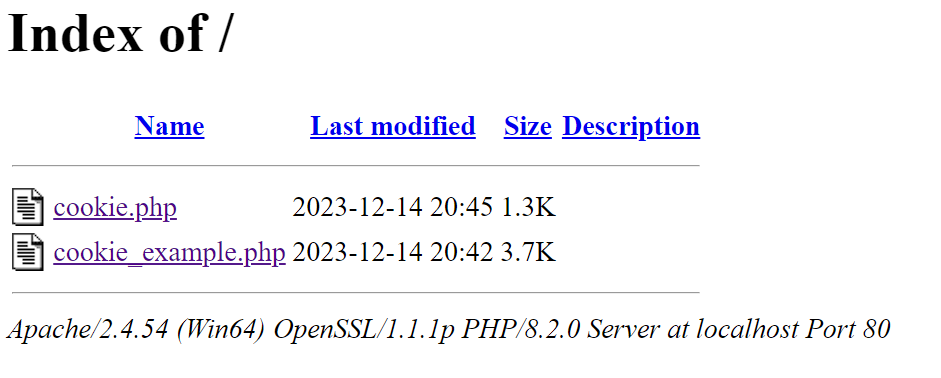 Index of /
Name Last modified Size Description
cookie.php 2023-12-14 20:45 1.3K
cookie_example.php 2023-12-14 20:42 3.7K
Apache/2.4.54 (Win64) OpenSSL/1.1.1p PHP/8.2.0 Server at localhost Port 80